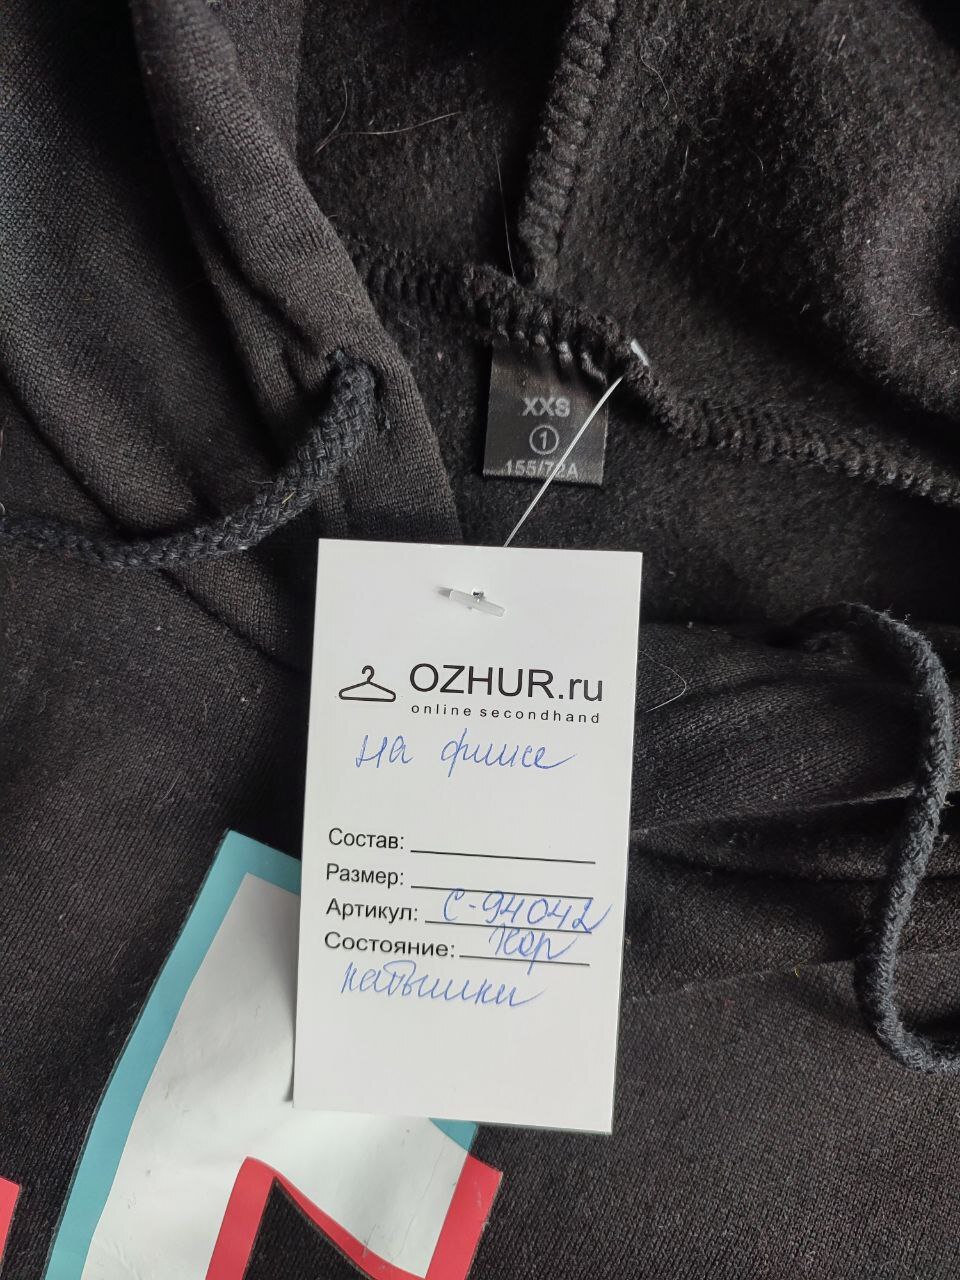 XXS
1
155/72A
OZHUR.ru
online secondhand
на флисе
Состав:
Размер:
Артикул: С-94042
Состояние: хор
катышки